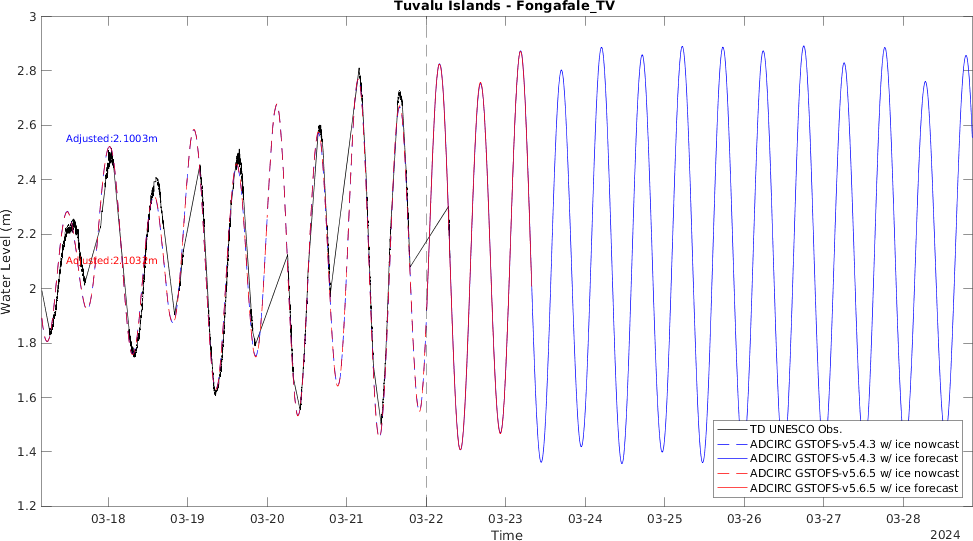 Tuvalu Islands - Fongafale_TV
3
2.8
2.6
2.4
2.2
2
1.8
1.6
1.4
1.2
Water Level (m)
Adjusted:2.1003m
Adjusted:2.1032m
TD UNESCO Obs.
ADCIRC GSTOFS-v5.4.3 w/ ice nowcast
ADCIRC GSTOFS-v5.4.3 w/ ice forecast
ADCIRC GSTOFS-v5.6.5 w/ ice nowcast
ADCIRC GSTOFS-v5.6.5 w/ ice forecast
03-18 03-19 03-20 03-21 03-22 03-23 03-24 03-25 03-26 03-27 03-28
Time
2024